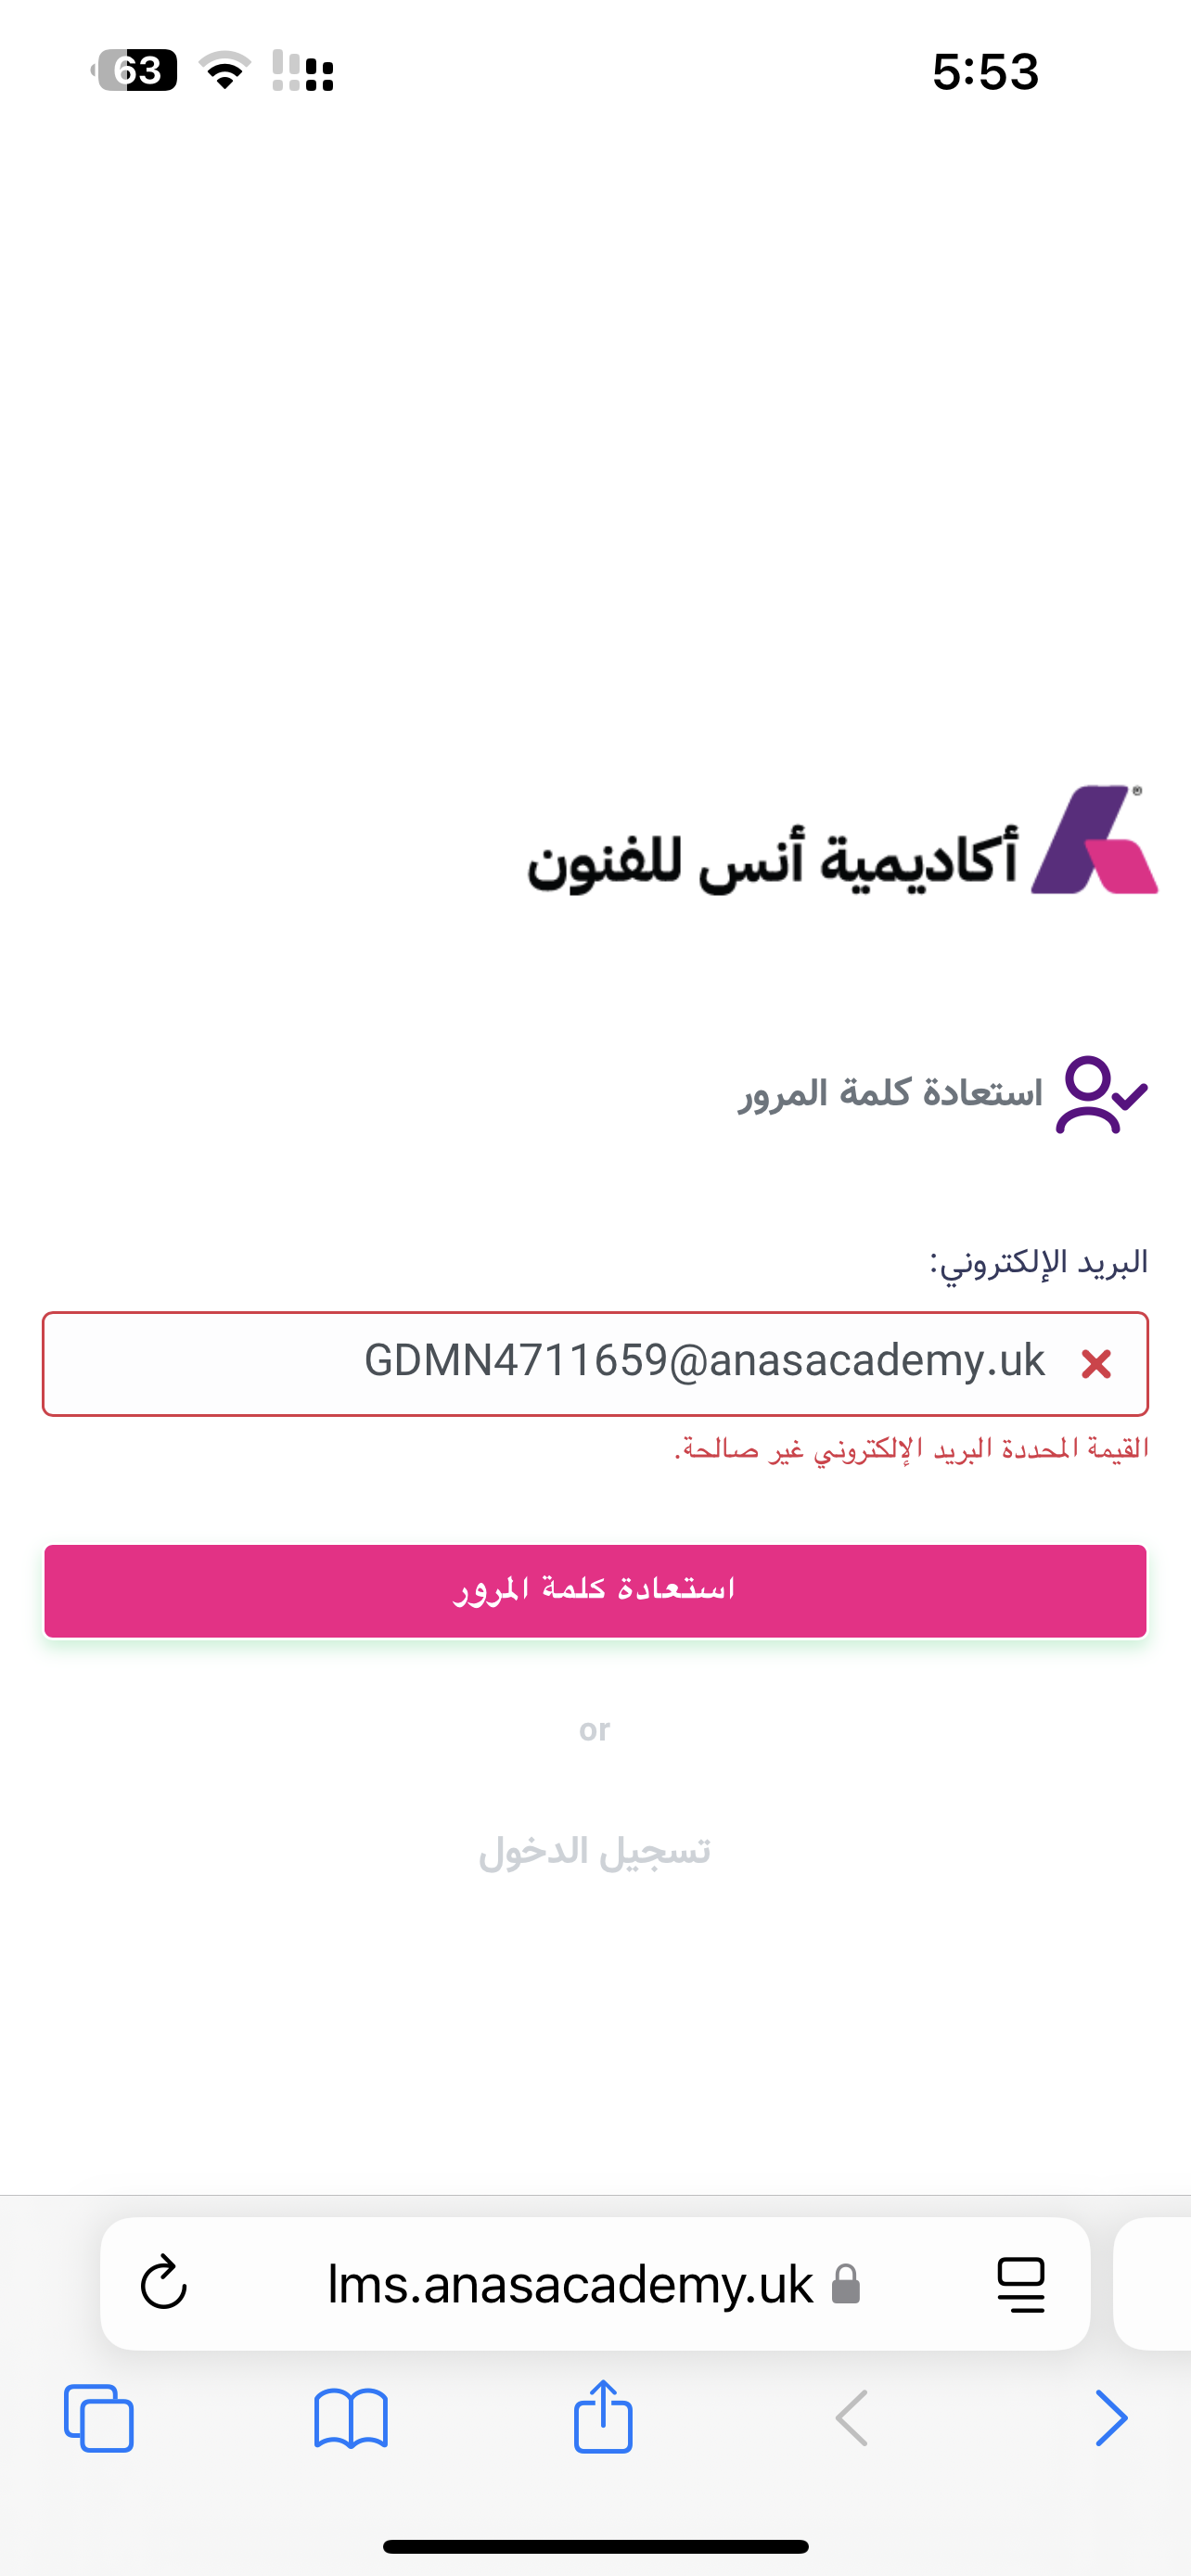 63
5:53
أكاديمية أنس للفنون
®
استعادة كلمة المرور
البريد الإلكتروني:
GDMN4711659@anasacademy.uk
القيمة المحددة البريد الإلكتروني غير صالحة.
استعادة كلمة المرور
or
تسجيل الدخول
lms.anasacademy.uk